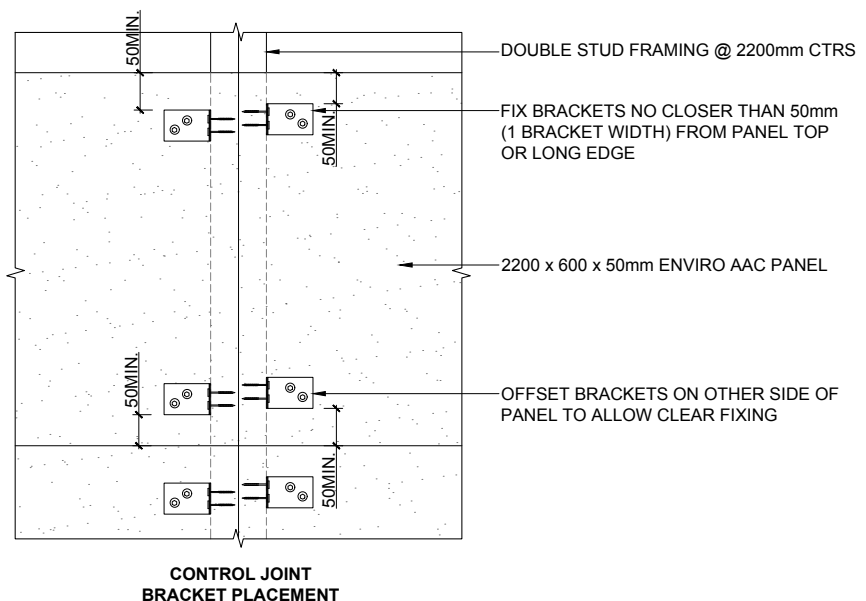 50MIN.
DOUBLE STUD FRAMING @ 2200mm CTRS
FIX BRACKETS NO CLOSER THAN 50mm
(1 BRACKET WIDTH) FROM PANEL TOP
OR LONG EDGE
50MIN.
2200 x 600 x 50mm ENVIRO AAC PANEL
50MIN.
OFFSET BRACKETS ON OTHER SIDE OF
PANEL TO ALLOW CLEAR FIXING
50MIN.
CONTROL JOINT
BRACKET PLACEMENT